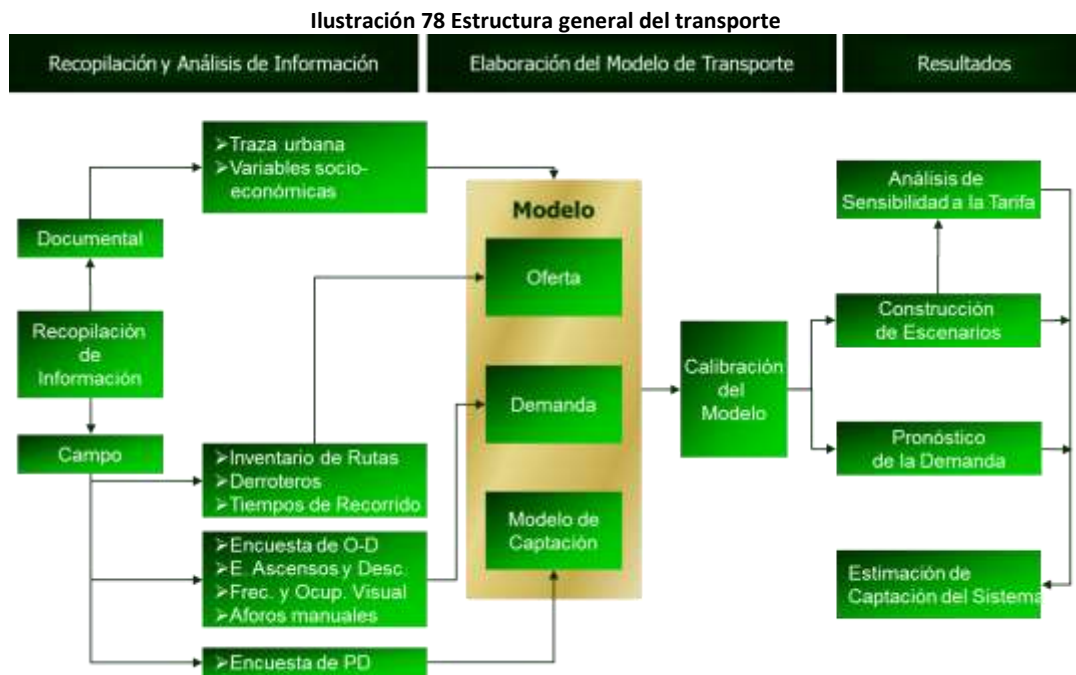 Ilustración 78 Estructura general del transporte
Recopilación y Análisis de Información
Elaboración del Modelo de Transporte
Resultados
➢Traza urbana
➢Variables socio-
económicas
Documental
Recopilación
de
Información
Campo
➢Inventario de Rutas
➢Derroteros
➢Tiempos de Recorrido
➢Encuesta de O-D
➢E. Ascensos y Desc.
➢Frec. y Ocup. Visual
➢Aforos manuales
➢Encuesta de PD
Modelo
Oferta
Demanda
Modelo de
Captación
Calibración
del
Modelo
Análisis de
Sensibilidad a la Tarifa
Construcción
de Escenarios
Pronóstico
de la Demanda
Estimación de
Captación del Sistema